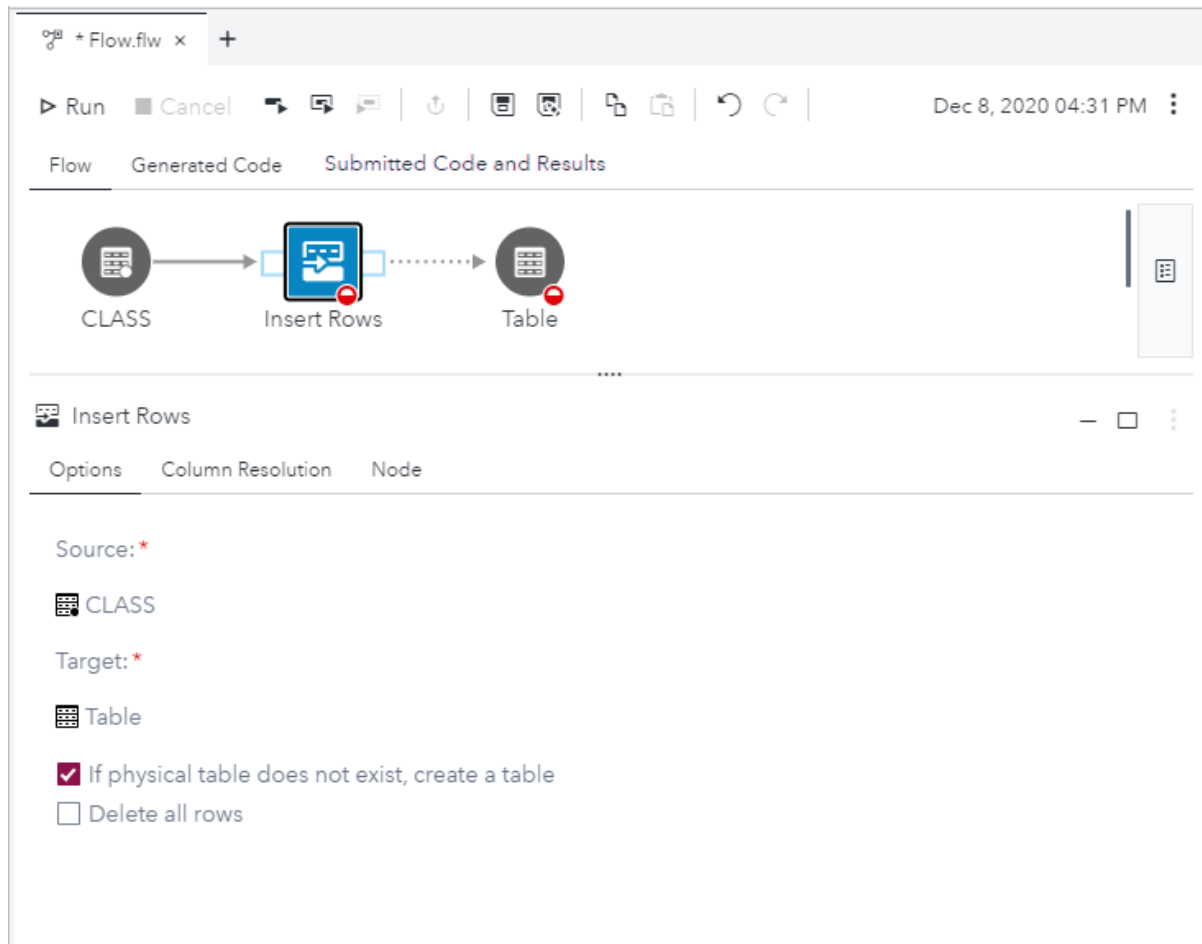 * Flow.flw × +
Run Cancel Dec 8, 2020 04:31 PM
Flow Generated Code Submitted Code and Results
CLASS Insert Rows Table
Insert Rows
Options Column Resolution Node
Source: *
CLASS
Target: *
Table
If physical table does not exist, create a table
Delete all rows